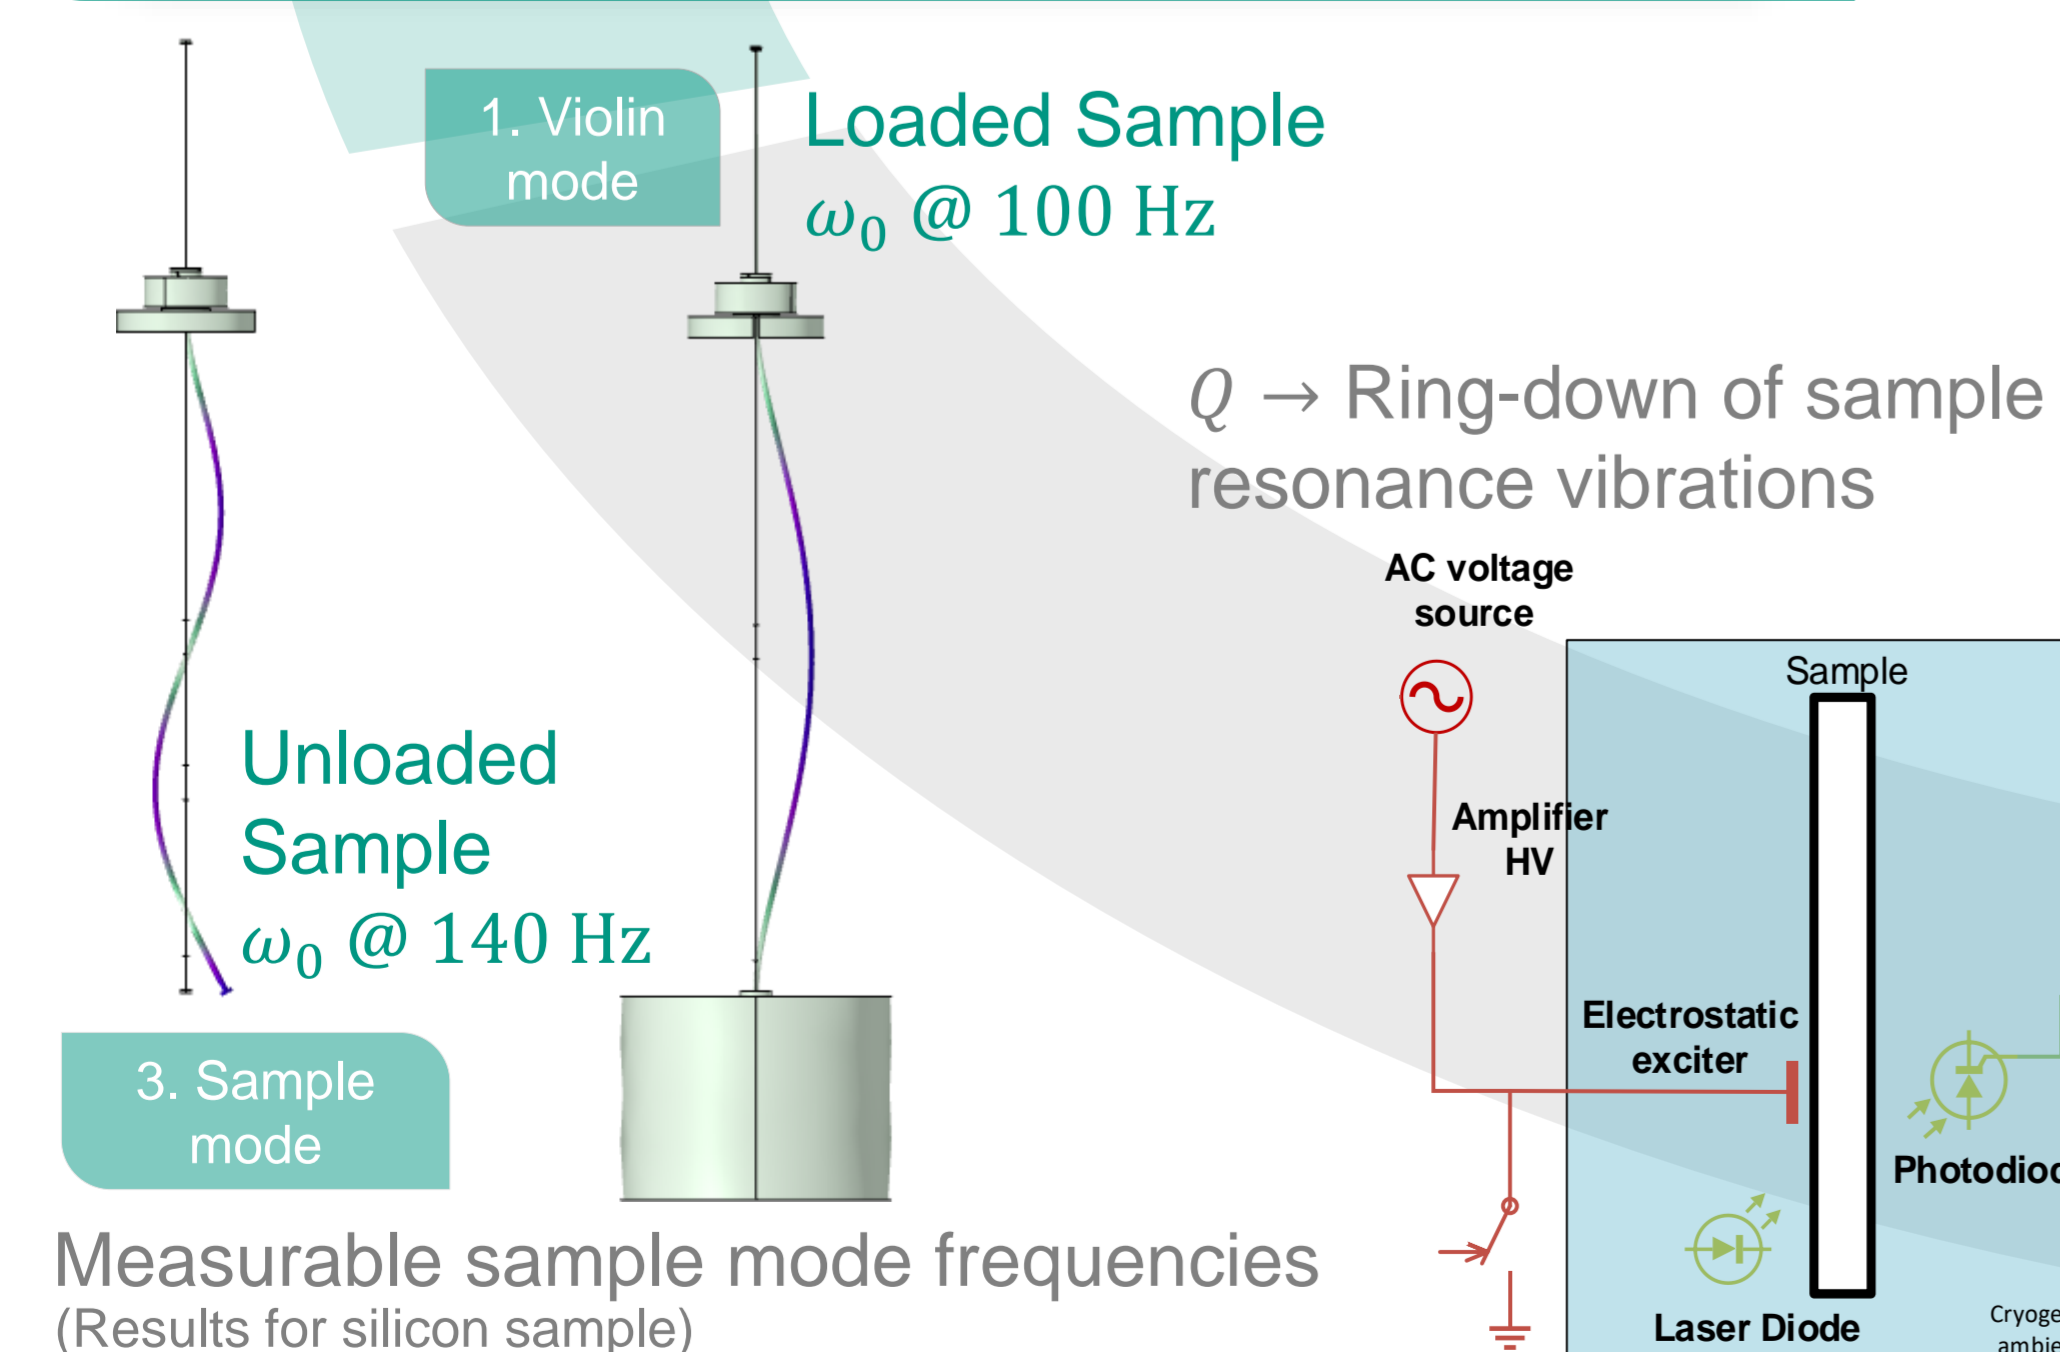 1. Violin
mode
Loaded Sample
ω₀ @ 100 Hz
Unloaded
Sample
ω₀ @ 140 Hz
3. Sample
mode
Measurable sample mode frequencies
(Results for silicon sample)
Q → Ring-down of sample
resonance vibrations
AC voltage
source
Sample
Amplifier
HV
Electrostatic
exciter
Laser Diode